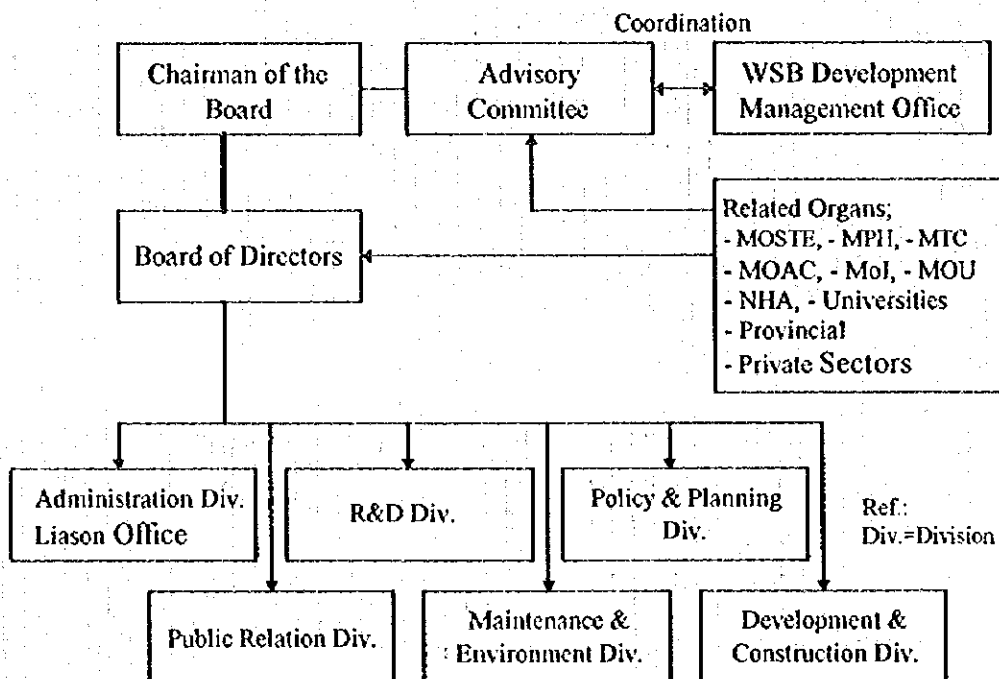 Coordination
Chairman of the
Board
Advisory
Committee
WSB Development
Management Office
Board of Directors
Related Organs;
- MOSTE, - MPH, - MTC
- MOAC, - MoI, - MOU
- NHA, - Universities
- Provincial
- Private Sectors
Administration Div.
Liason Office
R&D Div.
Policy & Planning
Div.
Ref.:
Div.=Division
Public Relation Div.
Maintenance &
Environment Div.
Development &
Construction Div.